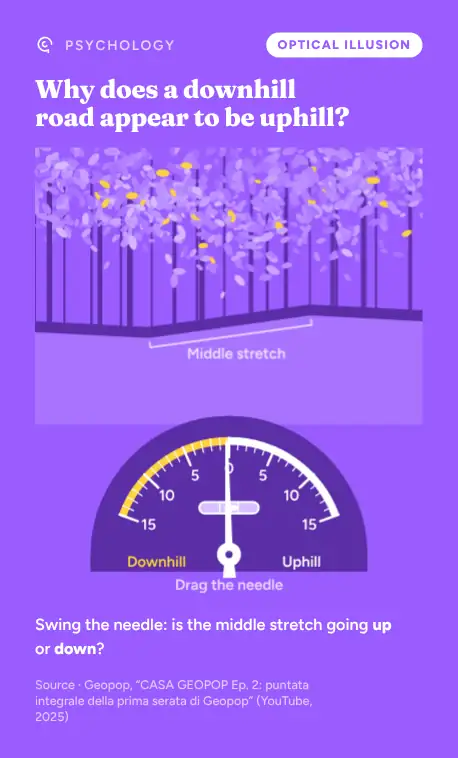 PSYCHOLOGY
OPTICAL ILLUSION
Why does a downhill
road appear to be uphill?
Middle stretch
15
10
5
0
5
10
15
Downhill
Uphill
Drag the needle
Swing the needle: is the middle stretch going up
or down?
Source · Geopop, “CASA GEOPOP Ep. 2: puntata
integrale della prima serata di Geopop” (YouTube,
2025)